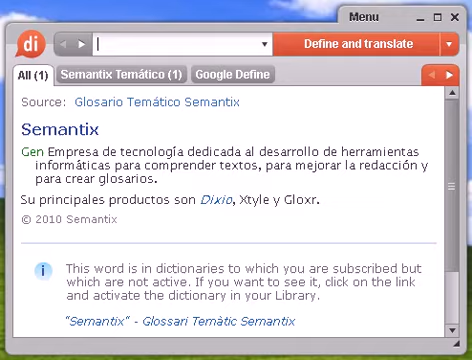 Menu
di
Define and translate
All (1)
Semantix Temático (1)
Google Define
Source: Glosario Temático Semantix
Semantix
Gen Empresa de tecnología dedicada al desarrollo de herramientas
informáticas para comprender textos, para mejorar la redacción y
para crear glosarios.
Su principales productos son Dixio, Xtyle y Gloxr.
© 2010 Semantix
i
This word is in dictionaries to which you are subscribed but
which are not active. If you want to see it, click on the link
and activate the dictionary in your Library.
"Semantix" - Glossari Temàtic Semantix